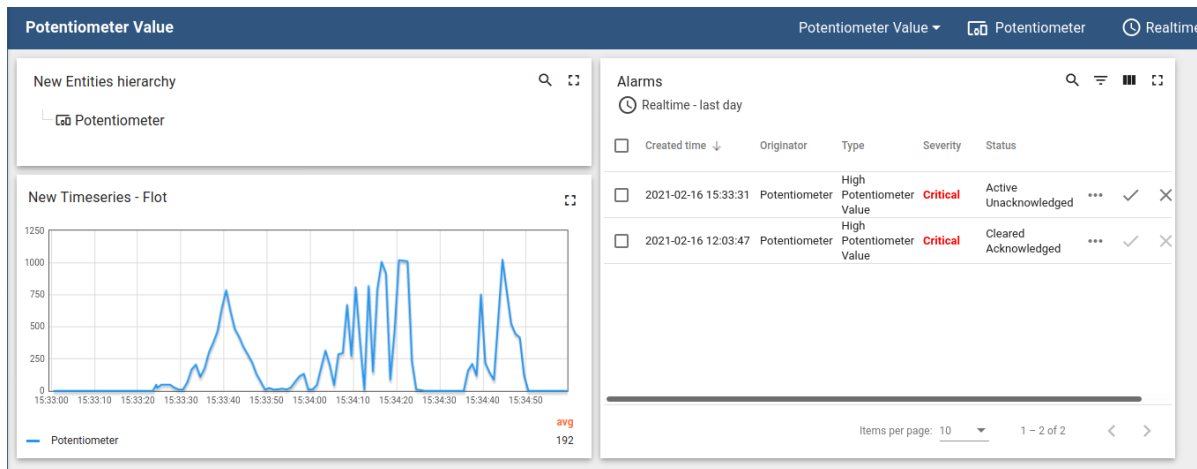 Potentiometer Value
Potentiometer Value
Potentiometer
Realtime
New Entities hierarchy
Potentiometer
New Timeseries - Flot
1250
1000
750
500
250
0
15:33:00 15:33:10 15:33:20 15:33:30 15:33:40 15:33:50 15:34:00 15:34:10 15:34:20 15:34:30 15:34:40 15:34:50
avg
Potentiometer 192
Alarms
Realtime - last day
Created time Originator Type Severity Status
2021-02-16 15:33:31 Potentiometer High Potentiometer Value Critical Active Unacknowledged
2021-02-16 12:03:47 Potentiometer High Potentiometer Value Critical Cleared Acknowledged
Items per page: 10 1 – 2 of 2